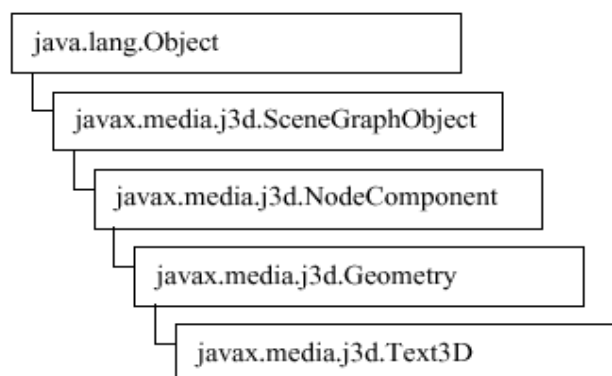 java.lang.Object
javax.media.j3d.SceneGraphObject
javax.media.j3d.NodeComponent
javax.media.j3d.Geometry
javax.media.j3d.Text3D